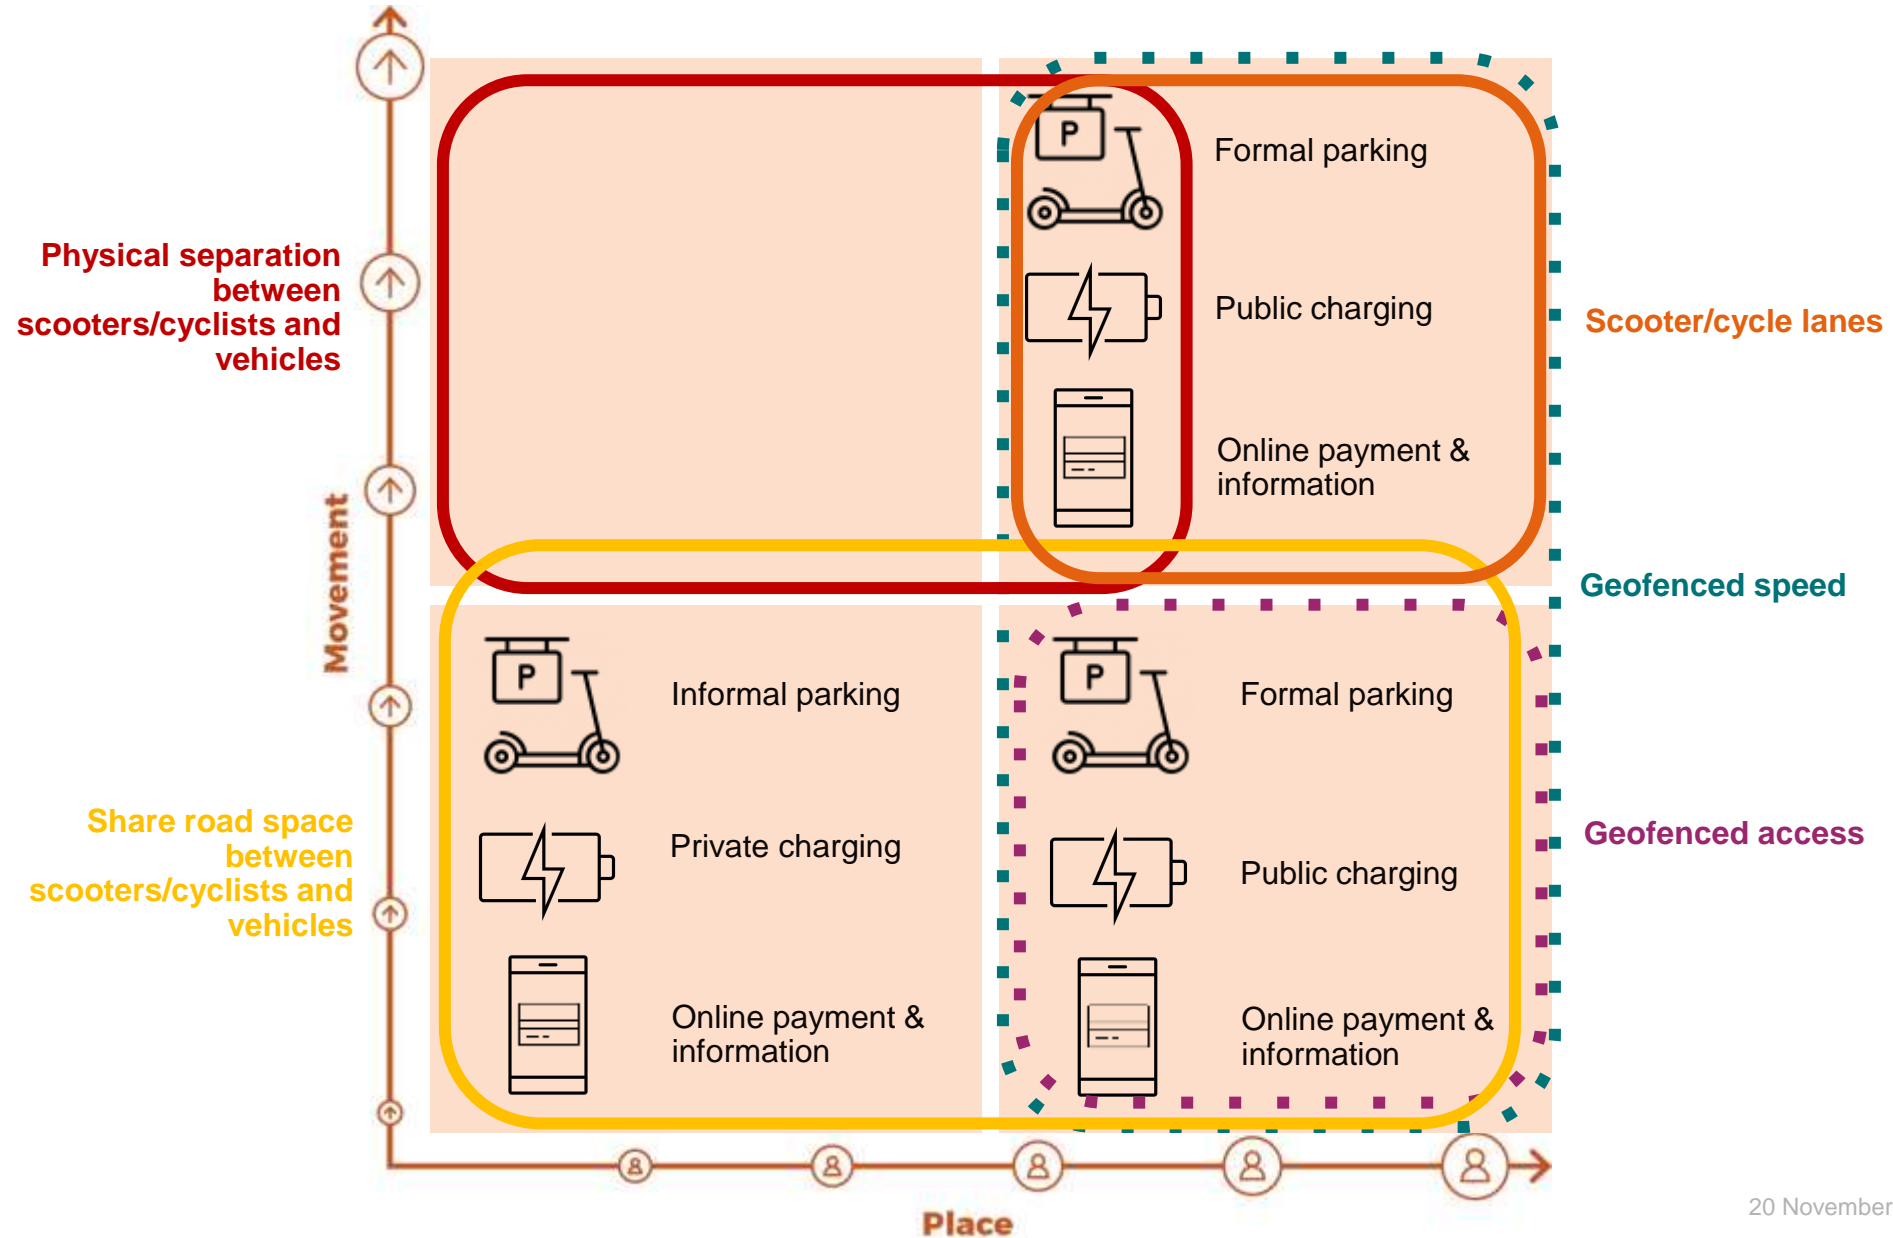 P
Formal parking
Physical separation
between
scooters/cyclists and
vehicles
Public charging
Scooter/cycle lanes
Online payment &
information
Movement
Geofenced speed
P
Informal parking
P
Formal parking
Share road space
between
scooters/cyclists and
vehicles
Private charging
Public charging
Geofenced access
Online payment &
information
Online payment &
information
Place
20 November